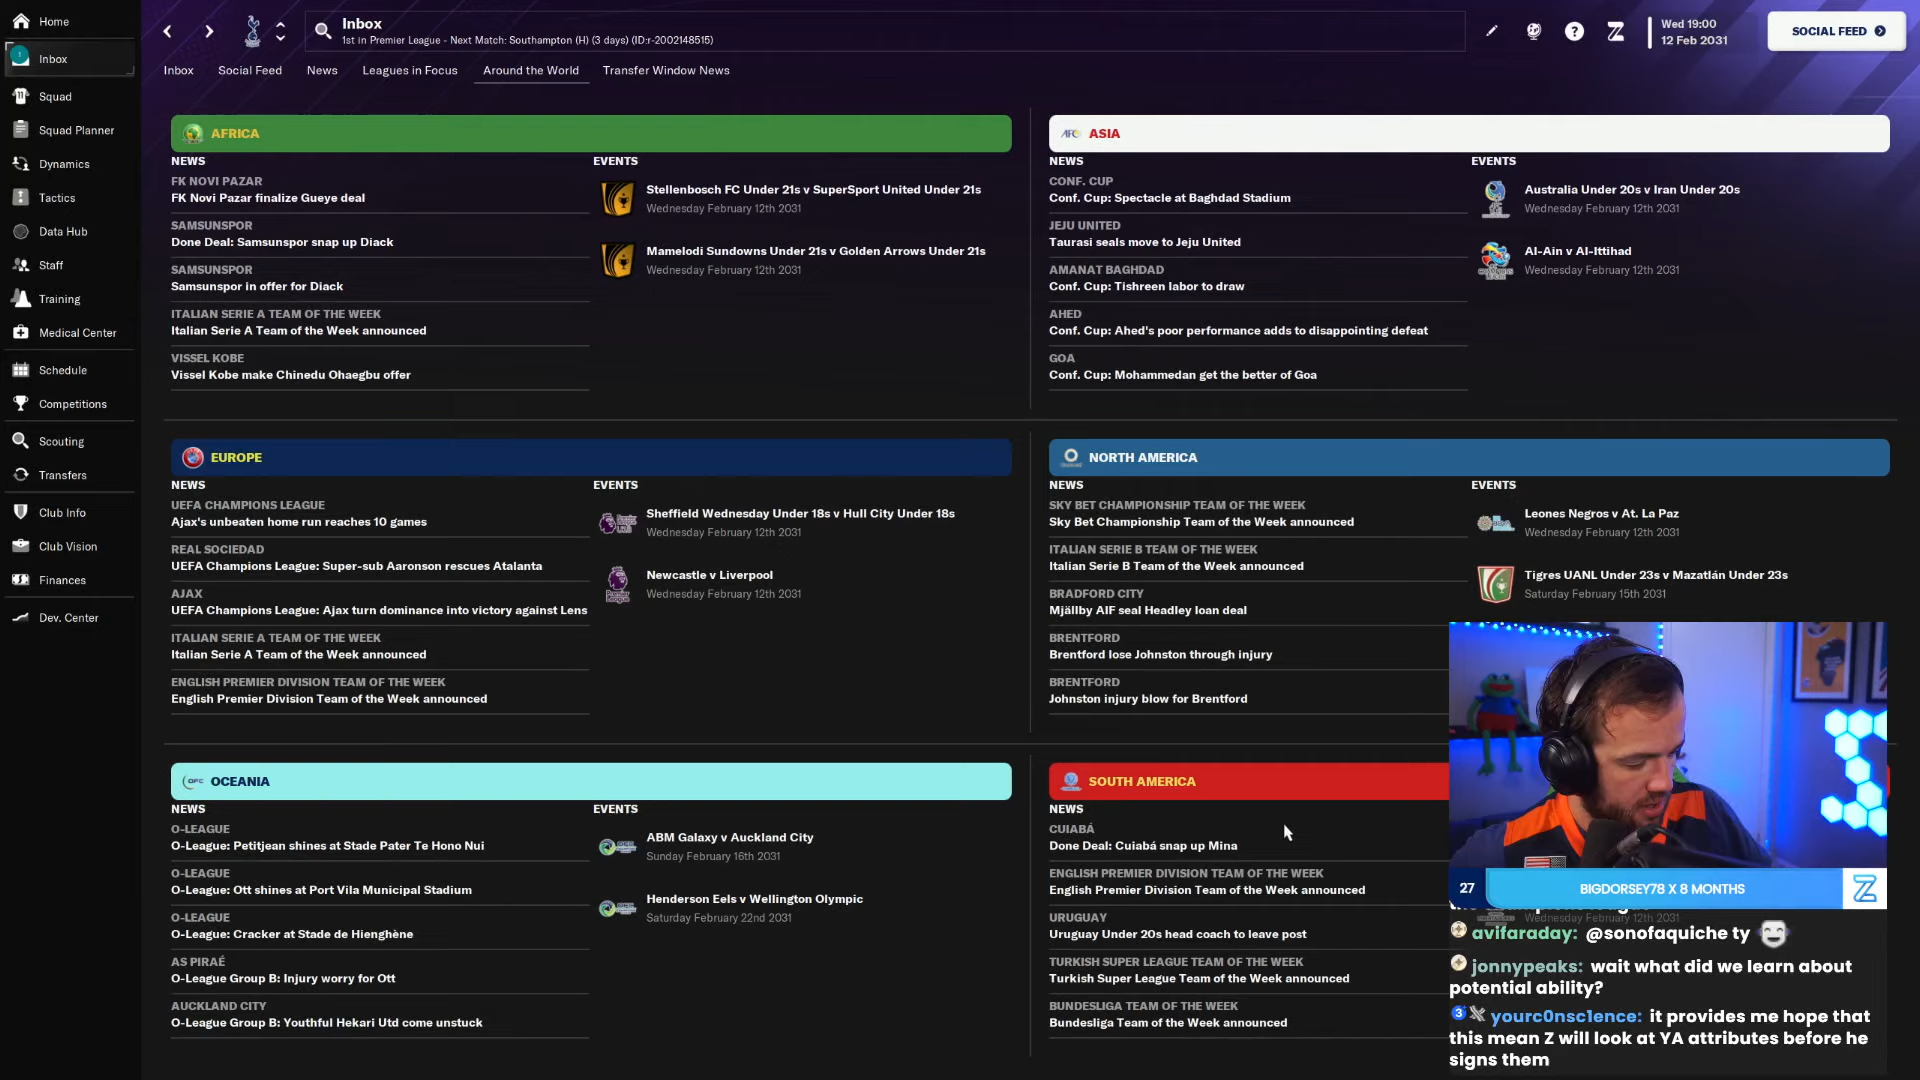 Home
Inbox
Squad
Squad Planner
Dynamics
Tactics
Data Hub
Staff
Training
Medical Center
Schedule
Competitions
Scouting
Transfers
Club Info
Club Vision
Finances
Dev. Center
Inbox
1st in Premier League - Next Match: Southampton (H) (3 days) (ID:r-2002148515)
Wed 19:00
12 Feb 2031
SOCIAL FEED
Inbox Social Feed News Leagues in Focus Around the World Transfer Window News
AFRICA
NEWS
FK NOVI PAZAR
FK Novi Pazar finalize Gueye deal
SAMSUNSPOR
Done Deal: Samsunspor snap up Diack
SAMSUNSPOR
Samsunspor in offer for Diack
ITALIAN SERIE A TEAM OF THE WEEK
Italian Serie A Team of the Week announced
VISSEL KOBE
Vissel Kobe make Chinedu Ohaegbu offer
EVENTS
Stellenbosch FC Under 21s v SuperSport United Under 21s
Wednesday February 12th 2031
Mamelodi Sundowns Under 21s v Golden Arrows Under 21s
Wednesday February 12th 2031
ASIA
NEWS
CONF. CUP
Conf. Cup: Spectacle at Baghdad Stadium
JEJU UNITED
Taurasi seals move to Jeju United
AMANAT BAGHDAD
Conf. Cup: Tishreen labor to draw
AHED
Conf. Cup: Ahed's poor performance adds to disappointing defeat
GOA
Conf. Cup: Mohammedan get the better of Goa
EVENTS
Australia Under 20s v Iran Under 20s
Wednesday February 12th 2031
Al-Ain v Al-Ittihad
Wednesday February 12th 2031
EUROPE
NEWS
UEFA CHAMPIONS LEAGUE
Ajax's unbeaten home run reaches 10 games
REAL SOCIEDAD
UEFA Champions League: Super-sub Aaronson rescues Atalanta
AJAX
UEFA Champions League: Ajax turn dominance into victory against Lens
ITALIAN SERIE A TEAM OF THE WEEK
Italian Serie A Team of the Week announced
ENGLISH PREMIER DIVISION TEAM OF THE WEEK
English Premier Division Team of the Week announced
EVENTS
Sheffield Wednesday Under 18s v Hull City Under 18s
Wednesday February 12th 2031
Newcastle v Liverpool
Wednesday February 12th 2031
NORTH AMERICA
NEWS
SKY BET CHAMPIONSHIP TEAM OF THE WEEK
Sky Bet Championship Team of the Week announced
ITALIAN SERIE B TEAM OF THE WEEK
Italian Serie B Team of the Week announced
BRADFORD CITY
Mjällby AIF seal Headley loan deal
BRENTFORD
Brentford lose Johnston through injury
BRENTFORD
Johnston injury blow for Brentford
EVENTS
Leones Negros v At. La Paz
Wednesday February 12th 2031
Tigres UANL Under 23s v Mazatlán Under 23s
Saturday February 15th 2031
OCEANIA
NEWS
O-LEAGUE
O-League: Petitjean shines at Stade Pater Te Hono Nui
O-LEAGUE
O-League: Ott shines at Port Vila Municipal Stadium
O-LEAGUE
O-League: Cracker at Stade de Hienghène
AS PIRAÉ
O-League Group B: Injury worry for Ott
AUCKLAND CITY
O-League Group B: Youthful Hekari Utd come unstuck
EVENTS
ABM Galaxy v Auckland City
Sunday February 16th 2031
Henderson Eels v Wellington Olympic
Saturday February 22nd 2031
SOUTH AMERICA
NEWS
CUIABÁ
Done Deal: Cuiabá snap up Mina
ENGLISH PREMIER DIVISION TEAM OF THE WEEK
English Premier Division Team of the Week announced
URUGUAY
Uruguay Under 20s head coach to leave post
TURKISH SUPER LEAGUE TEAM OF THE WEEK
Turkish Super League Team of the Week announced
BUNDESLIGA TEAM OF THE WEEK
Bundesliga Team of the Week announced
27 BIGDORSEY78 X 8 MONTHS
Wednesday February 12th 2031
avifaraday: @sonofaquiche ty
jonnypeaks: wait what did we learn about
potential ability?
yourc0nsc1ence: it provides me hope that
this mean Z will look at YA attributes before he
signs them